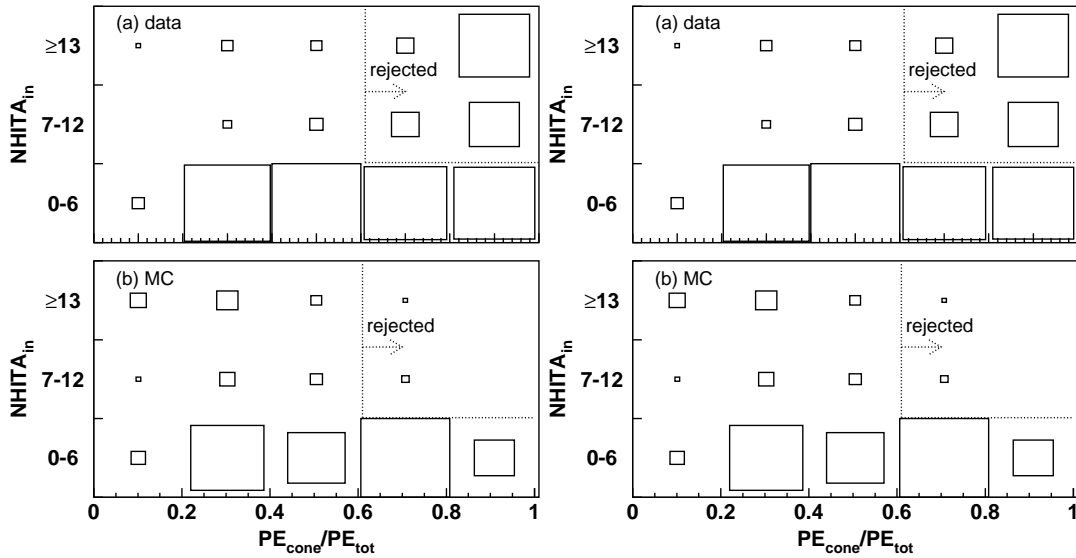 (a) data
≥13
7-12
0-6
NHITA_in
rejected
(b) MC
≥13
7-12
0-6
NHITA_in
rejected
0 0.2 0.4 0.6 0.8 1
PE_cone/PE_tot
(a) data
≥13
7-12
0-6
NHITA_in
rejected
(b) MC
≥13
7-12
0-6
NHITA_in
rejected
0 0.2 0.4 0.6 0.8 1
PE_cone/PE_tot